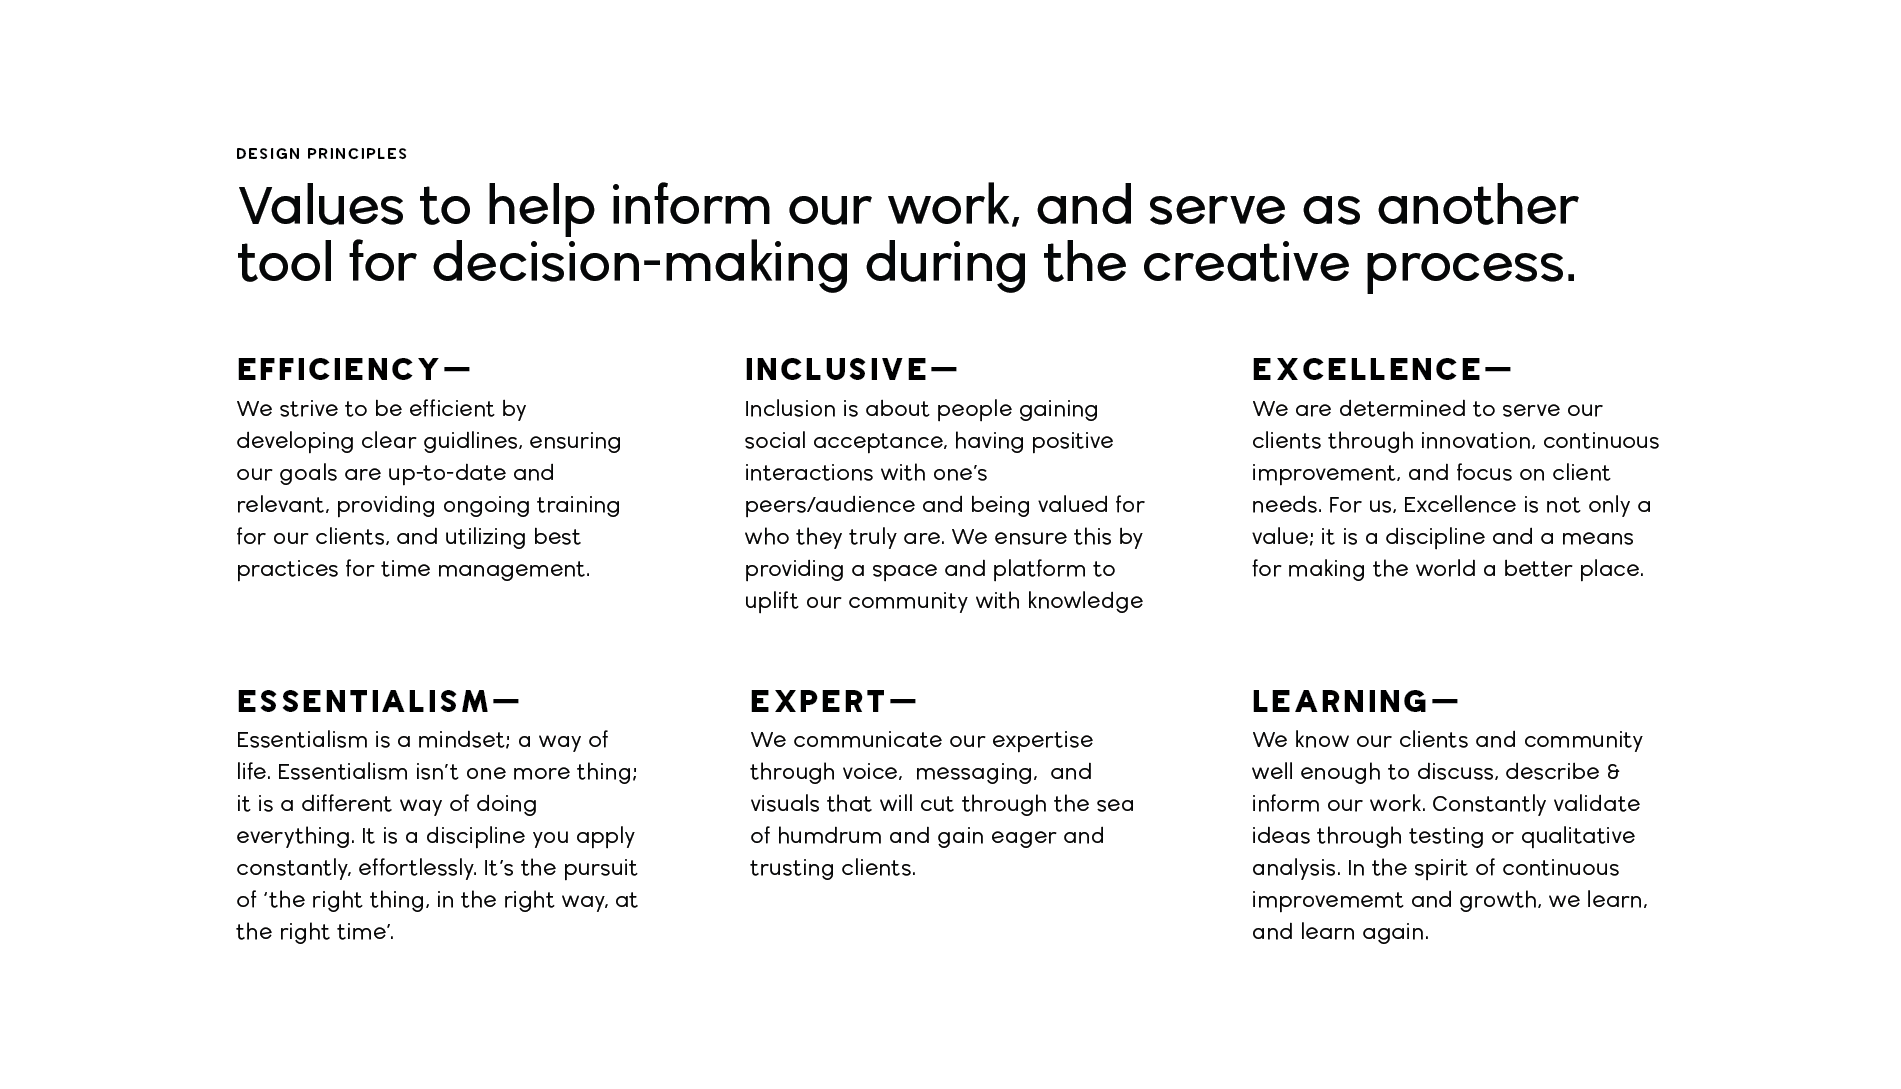 DESIGN PRINCIPLES
Values to help inform our work, and serve as another
tool for decision-making during the creative process.
EFFICIENCY—
We strive to be efficient by
developing clear guidlines, ensuring
our goals are up-to-date and
relevant, providing ongoing training
for our clients, and utilizing best
practices for time management.
INCLUSIVE—
Inclusion is about people gaining
social acceptance, having positive
interactions with one’s
peers/audience and being valued for
who they truly are. We ensure this by
providing a space and platform to
uplift our community with knowledge
EXCELLENCE—
We are determined to serve our
clients through innovation, continuous
improvement, and focus on client
needs. For us, Excellence is not only a
value; it is a discipline and a means
for making the world a better place.
ESSENTIALISM—
Essentialism is a mindset; a way of
life. Essentialism isn’t one more thing;
it is a different way of doing
everything. It is a discipline you apply
constantly, effortlessly. It’s the pursuit
of ‘the right thing, in the right way, at
the right time’.
EXPERT—
We communicate our expertise
through voice,  messaging,  and
visuals that will cut through the sea
of humdrum and gain eager and
trusting clients.
LEARNING—
We know our clients and community
well enough to discuss, describe &
inform our work. Constantly validate
ideas through testing or qualitative
analysis. In the spirit of continuous
improvememt and growth, we learn,
and learn again.